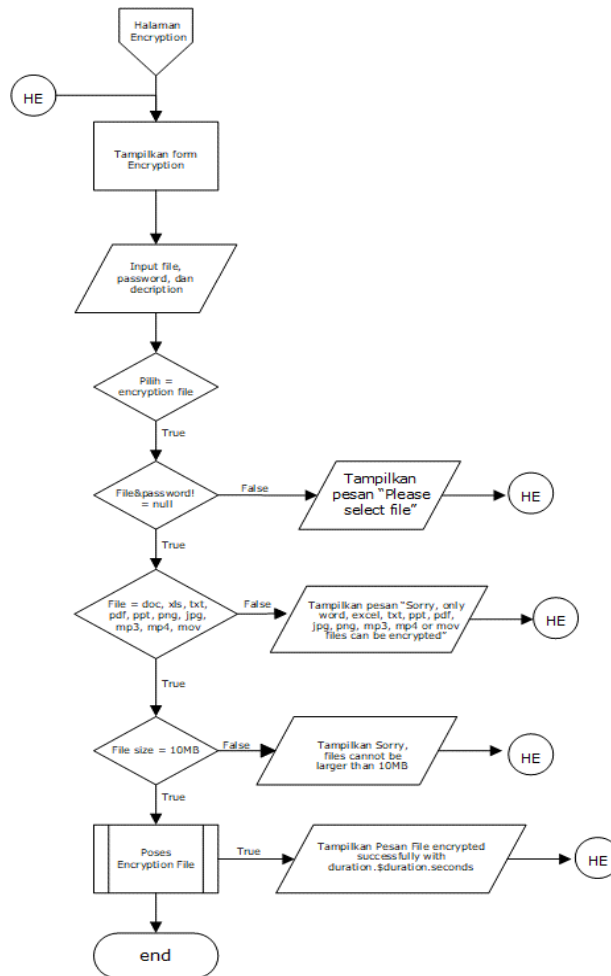 Halaman
Encryption
HE
Tampilkan form
Encryption
Input file,
password, dan
decription
Pilih =
encryption file
True
File&password!
= null
False
Tampilkan
pesan “Please
select file”
HE
True
File = doc, xls, txt,
pdf, ppt, png, jpg,
mp3, mp4, mov
False
Tampilkan pesan “Sorry, only
word, excel, txt, ppt, pdf,
jpg, png, mp3, mp4 or mov
files can be encrypted”
HE
True
File size = 10MB
False
Tampilkan Sorry,
files cannot be
larger than 10MB
HE
True
Poses
Encryption File
True
Tampilkan Pesan File encrypted
successfully with
duration.$duration.seconds
HE
end